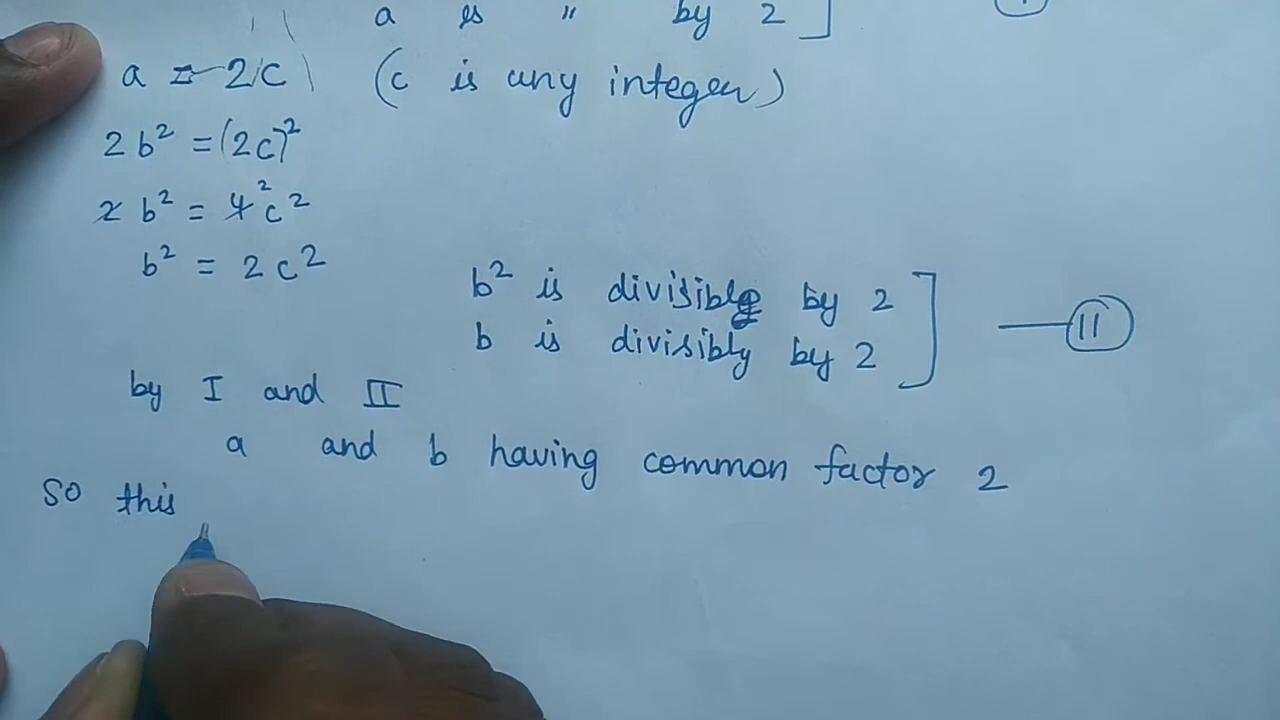 a is " by 2 ]
a = 2c (c is any integer)
2b² = (2c)²
2b² = 4²c²
b² = 2c²
b² is divisible by 2
b is divisibly by 2
— II
by I and II
a and b having common factor 2
so this